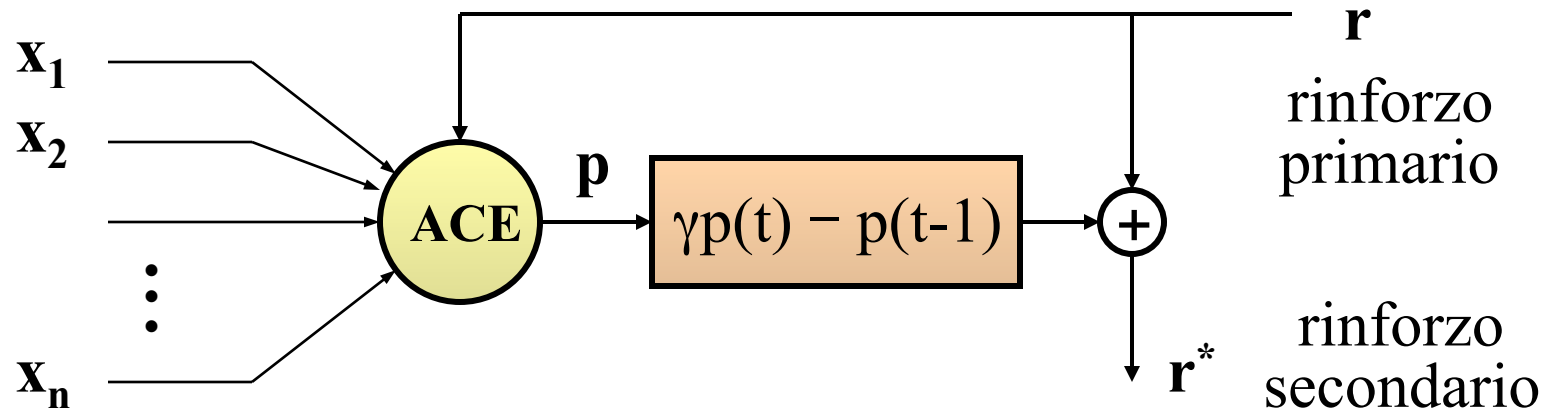 x1
x2
xn
ACE
p
γp(t) − p(t-1)
+
r
rinforzo
primario
r*
rinforzo
secondario